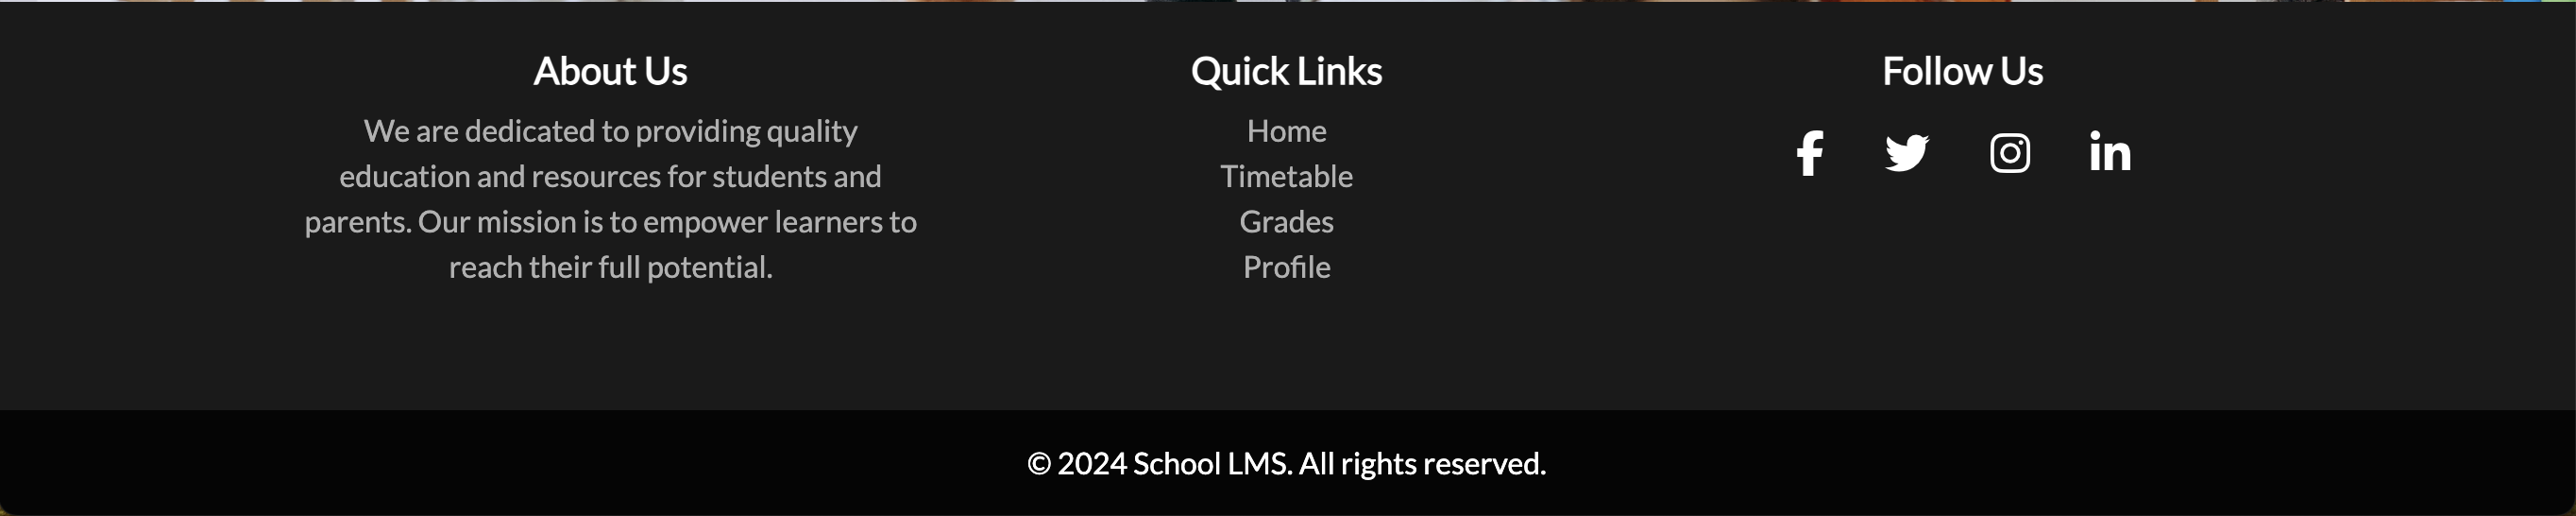 About Us
We are dedicated to providing quality
education and resources for students and
parents. Our mission is to empower learners to
reach their full potential.
Quick Links
Home
Timetable
Grades
Profile
Follow Us
© 2024 School LMS. All rights reserved.